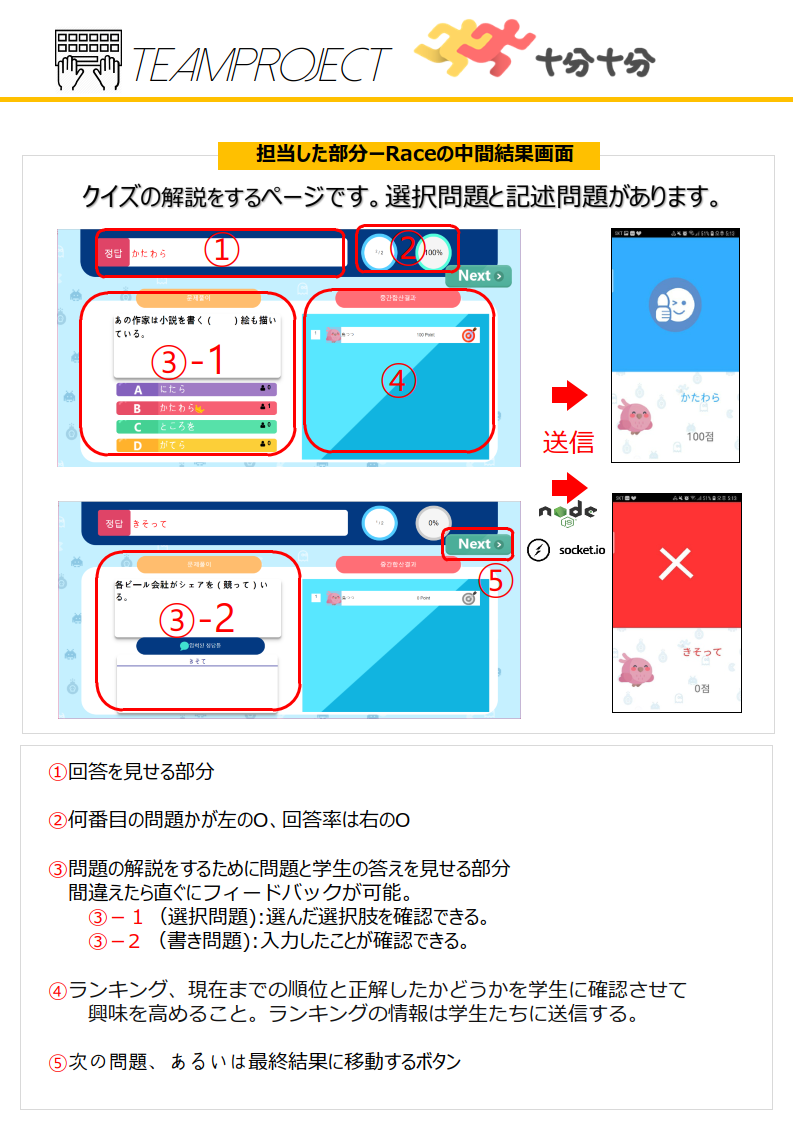 TEAMPROJECT
十分十分
担当した部分－Raceの中間結果画面
クイズの解説をするページです。選択問題と記述問題があります。
정답 かたわら
①
②
100%
Next
문제풀이
중간합산결과
あの作家は小説を書く（　　）絵も描い
ている。
③-1
A にたら 0
B かたわら 1
C ところを 0
D がてら 0
④
1
100 Point
送信
かたわら
100점
정답 きそって
0%
Next
⑤
문제풀이
중간합산결과
各ビール会社がシェアを（競って）い
る。
③-2
きそて
1
0 Point
node
JS
socket.io
きそって
0점
①回答を見せる部分
②何番目の問題かが左のO、回答率は右のO
③問題の解説をするために問題と学生の答えを見せる部分
間違えたら直ぐにフィードバックが可能。
③－１（選択問題）:選んだ選択肢を確認できる。
③－２（書き問題）:入力したことが確認できる。
④ランキング、現在までの順位と正解したかどうかを学生に確認させて
興味を高めること。ランキングの情報は学生たちに送信する。
⑤次の問題、あるいは最終結果に移動するボタン